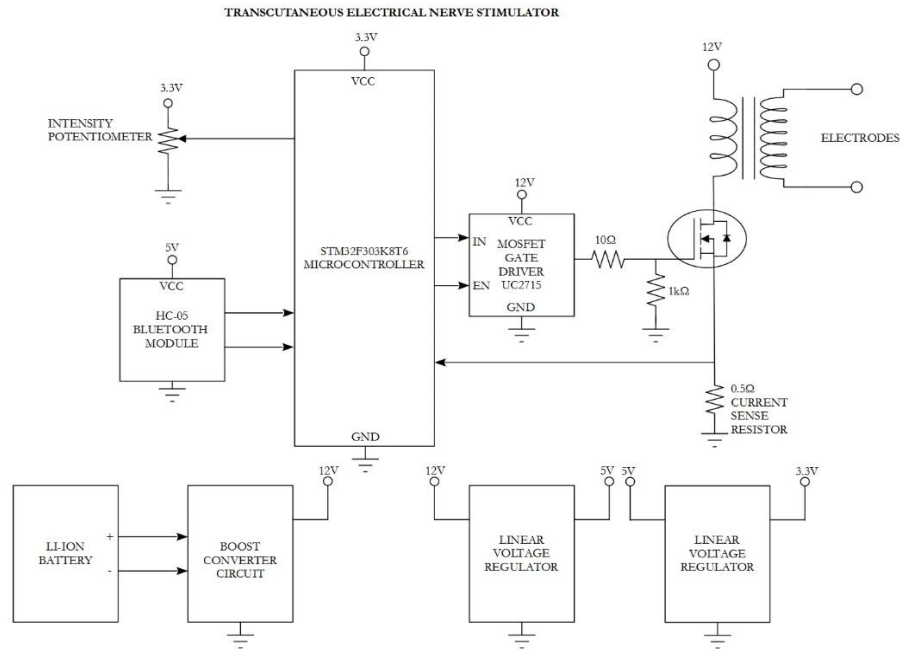 TRANSCUTANEOUS ELECTRICAL NERVE STIMULATOR
3.3V
VCC
12V
3.3V
INTENSITY
POTENTIOMETER
ELECTRODES
12V
VCC
MOSFET
GATE
DRIVER
UC2715
IN
EN
GND
10Ω
1kΩ
STM32F303K8T6
MICROCONTROLLER
5V
VCC
HC-05
BLUETOOTH
MODULE
0.5Ω
CURRENT
SENSE
RESISTOR
GND
12V
12V
5V
5V
3.3V
LI-ION
BATTERY
+
-
BOOST
CONVERTER
CIRCUIT
LINEAR
VOLTAGE
REGULATOR
LINEAR
VOLTAGE
REGULATOR